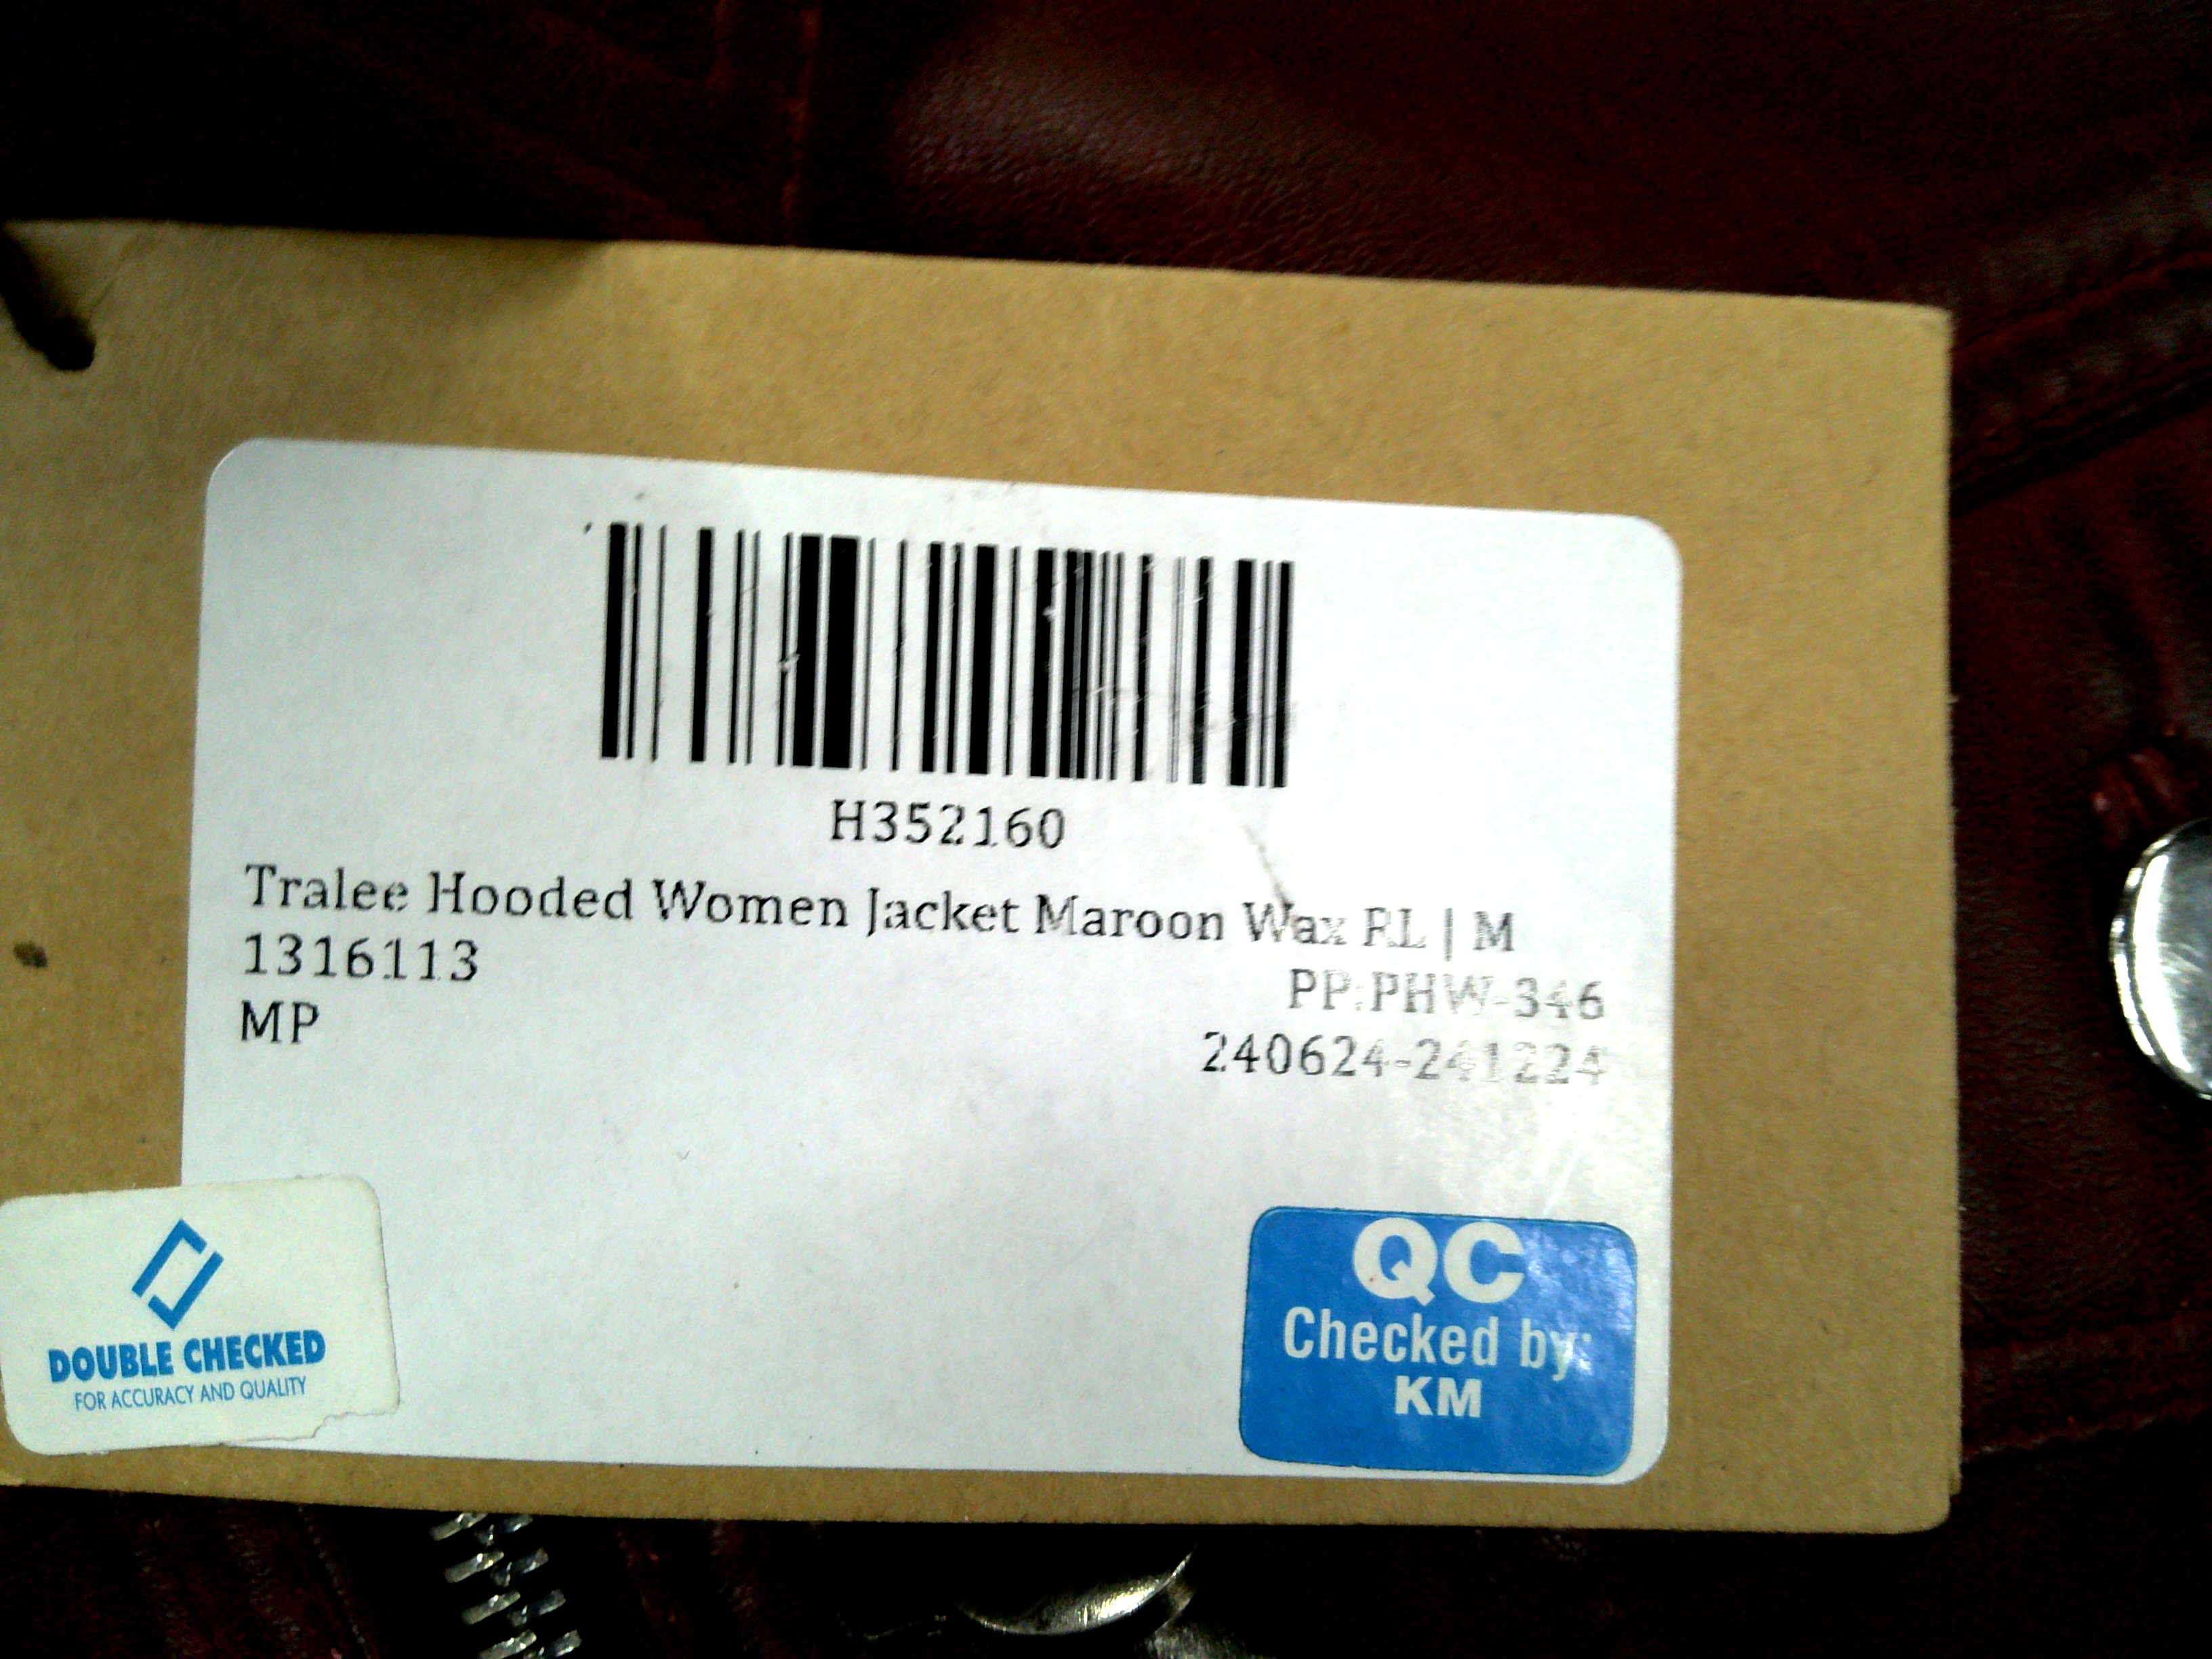 H352160
Tralee Hooded Women Jacket Maroon Wax RL | M
1316113
PP:PHW-346
MP
240624-241224
DOUBLE CHECKED
FOR ACCURACY AND QUALITY
QC
Checked by:
KM